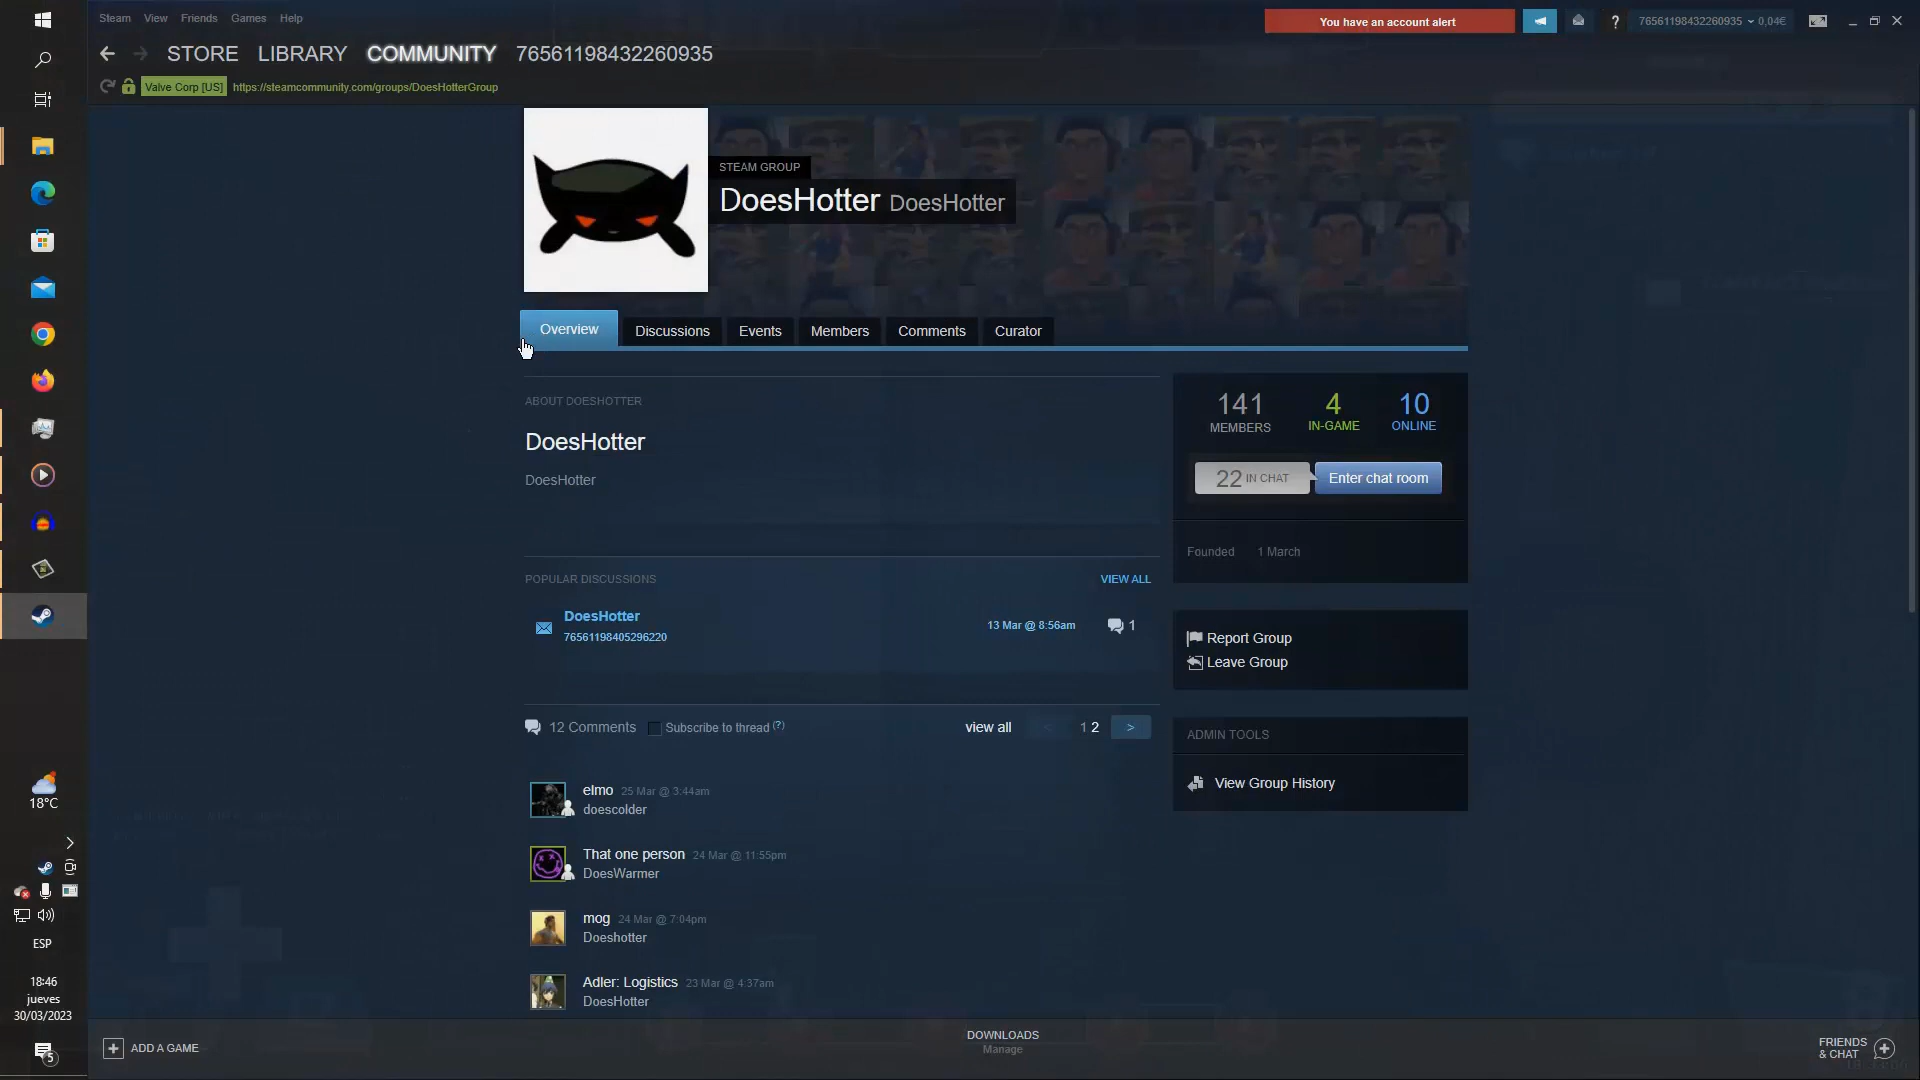 Steam View Friends Games Help
You have an account alert
? 76561198432260935 0,04€
STORE LIBRARY COMMUNITY 76561198432260935
Valve Corp [US] https://steamcommunity.com/groups/DoesHotterGroup
STEAM GROUP
DoesHotter DoesHotter
Overview Discussions Events Members Comments Curator
ABOUT DOESHOTTER
DoesHotter
DoesHotter
141 4 10
MEMBERS IN-GAME ONLINE
22 IN CHAT Enter chat room
Founded 1 March
POPULAR DISCUSSIONS VIEW ALL
DoesHotter
76561198405296220
13 Mar @ 8:56am 1
Report Group
Leave Group
12 Comments Subscribe to thread (?) view all < 1 2 >
ADMIN TOOLS
View Group History
elmo 25 Mar @ 3:44am
doescolder
That one person 24 Mar @ 11:55pm
DoesWarmer
mog 24 Mar @ 7:04pm
Deoshotter
Adler: Logistics 23 Mar @ 4:37am
DoesHotter
18°C
ESP
18:46
jueves
30/03/2023
5
ADD A GAME
DOWNLOADS
Manage
FRIENDS
& CHAT